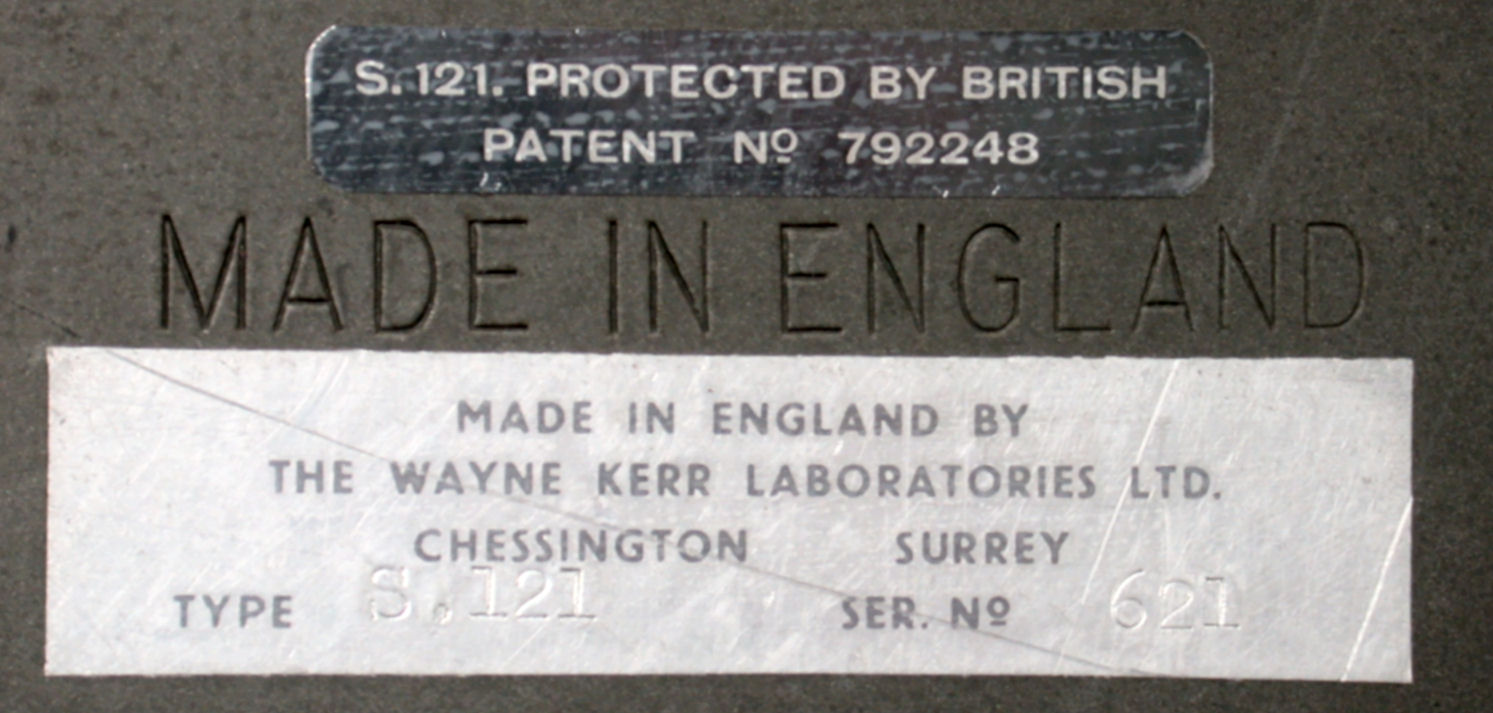 S.121. PROTECTED BY BRITISH
PATENT Nº 792248
MADE IN ENGLAND
MADE IN ENGLAND BY
THE WAYNE KERR LABORATORIES LTD.
CHESSINGTON SURREY
TYPE S.121 SER. Nº 621